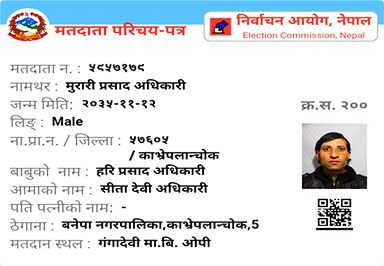 मतदाता परिचय-पत्र
निर्वाचन आयोग, नेपाल
Election Commission, Nepal
मतदाता न. : ५९५७१७९
नामथर : मुरारी प्रसाद अधिकारी
जन्म मिति: २०३५-११-१२
क्र.स. २००
लिङ्ग : Male
ना.प्रा.न. / जिल्ला : ५७६०५
/ काभ्रेपलान्चोक
बाबुको नाम : हरि प्रसाद अधिकारी
आमाको नाम : सीता देवी अधिकारी
पति पत्नीको नाम: -
ठेगाना : बनेपा नगरपालिका,काभ्रेपलान्चोक,5
मतदान स्थल : गंगादेवी मा.बि. ओपी